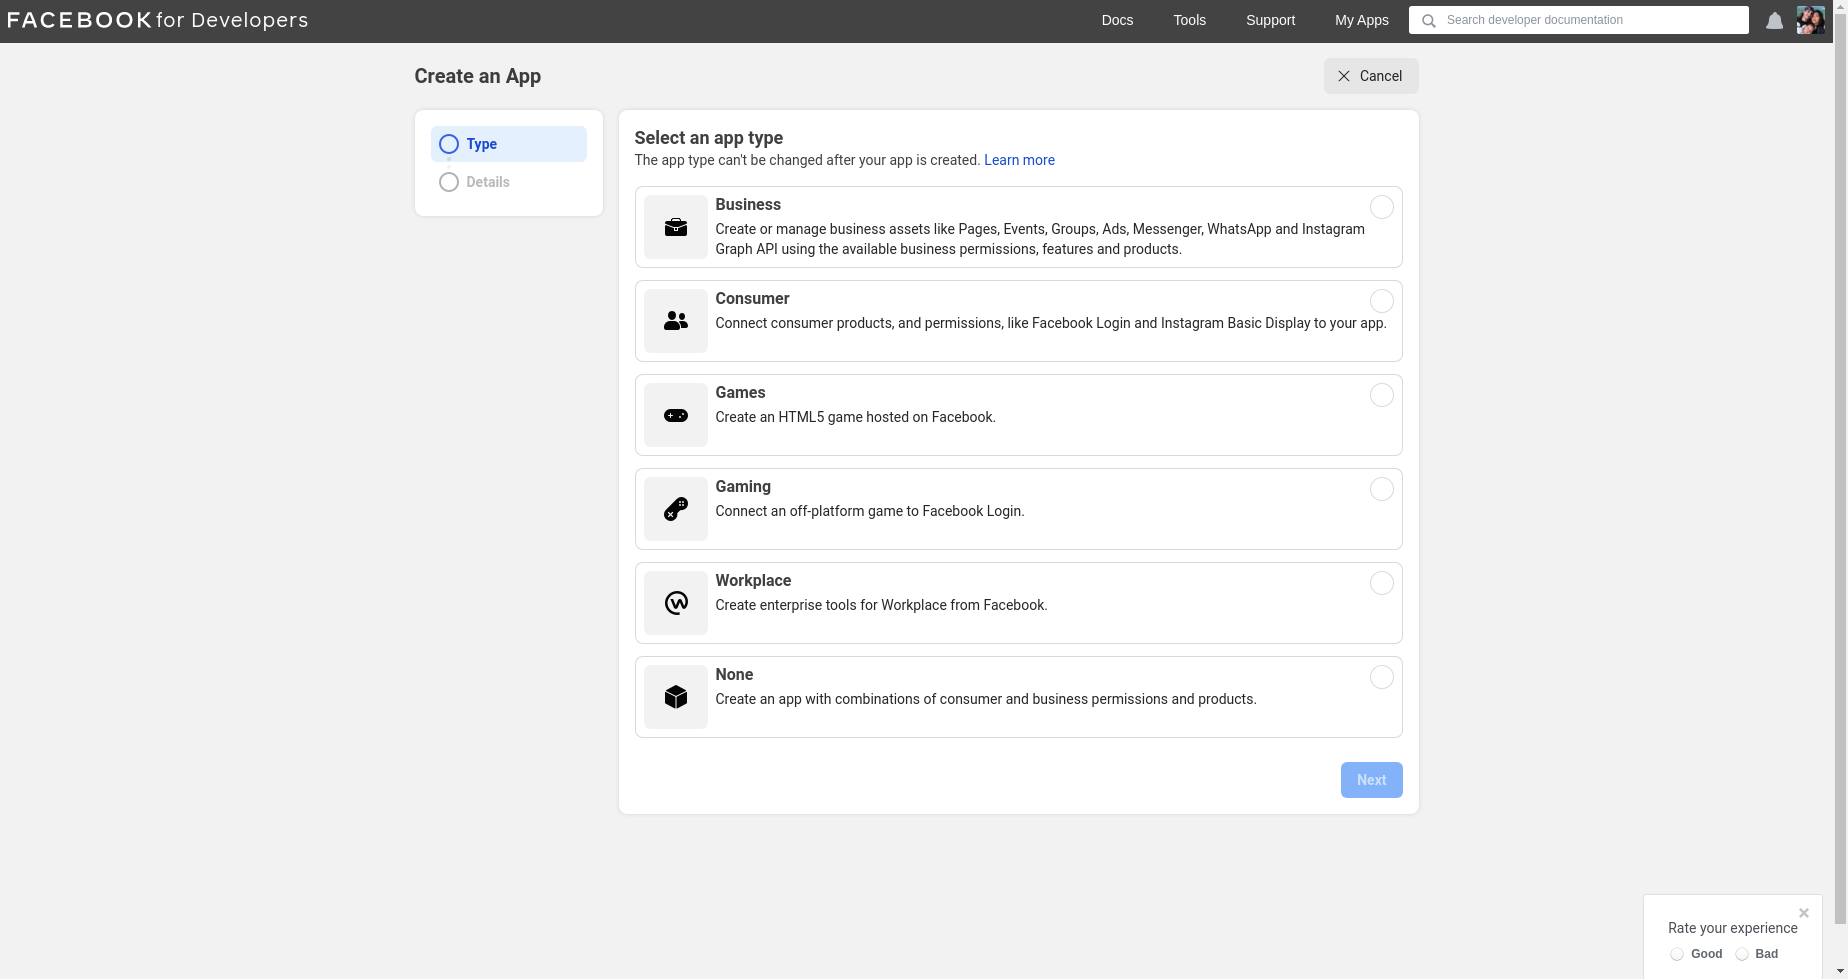 FACEBOOK for Developers
Docs
Tools
Support
My Apps
Search developer documentation
Create an App
Cancel
Type
Details
Select an app type
The app type can't be changed after your app is created. Learn more
Business
Create or manage business assets like Pages, Events, Groups, Ads, Messenger, WhatsApp and Instagram
Graph API using the available business permissions, features and products.
Consumer
Connect consumer products, and permissions, like Facebook Login and Instagram Basic Display to your app.
Games
Create an HTML5 game hosted on Facebook.
Gaming
Connect an off-platform game to Facebook Login.
Workplace
Create enterprise tools for Workplace from Facebook.
None
Create an app with combinations of consumer and business permissions and products.
Next
Rate your experience
Good
Bad